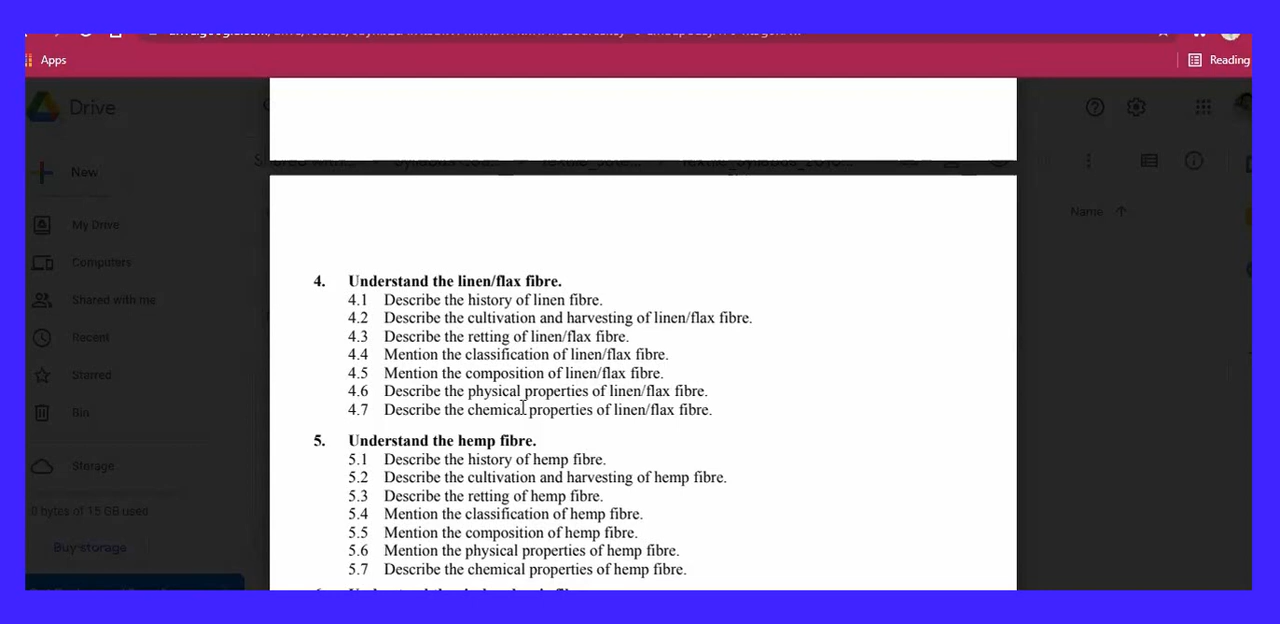 Apps
Reading
Drive
New
My Drive
Computers
Shared with me
Recent
Starred
Bin
Storage
0 bytes of 15 GB used
Buy storage
Name
4. Understand the linen/flax fibre.
4.1 Describe the history of linen fibre.
4.2 Describe the cultivation and harvesting of linen/flax fibre.
4.3 Describe the retting of linen/flax fibre.
4.4 Mention the classification of linen/flax fibre.
4.5 Mention the composition of linen/flax fibre.
4.6 Describe the physical properties of linen/flax fibre.
4.7 Describe the chemical properties of linen/flax fibre.
5. Understand the hemp fibre.
5.1 Describe the history of hemp fibre.
5.2 Describe the cultivation and harvesting of hemp fibre.
5.3 Describe the retting of hemp fibre.
5.4 Mention the classification of hemp fibre.
5.5 Mention the composition of hemp fibre.
5.6 Mention the physical properties of hemp fibre.
5.7 Describe the chemical properties of hemp fibre.